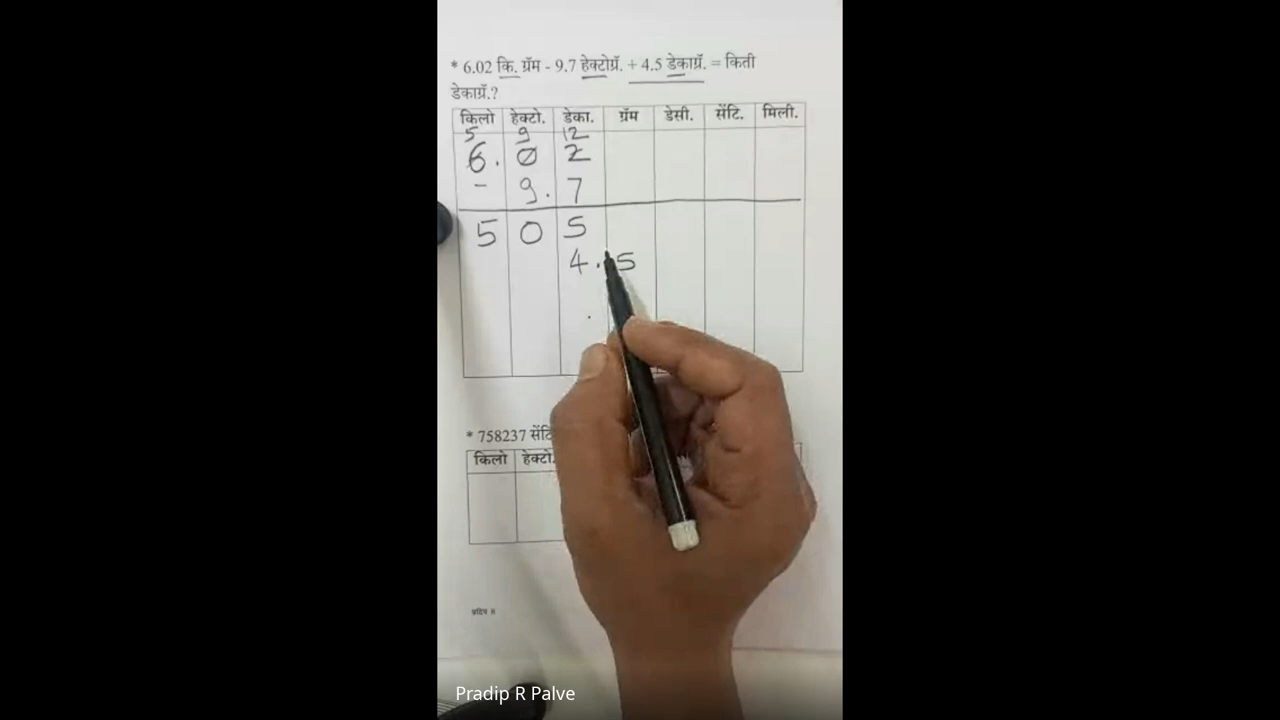 * 6.02 कि. ग्रॅम - 9.7 हेक्टोग्रॅ. + 4.5 डेकाग्रॅ. = किती
डेकाग्रॅ.?
किलो हेक्टो. डेका. ग्रॅम डेसी. सेंटि. मिली.
5 9 12
6. 0 2
- 9. 7
5 0 5
4. 5
* 758237 सेंटि
किलो हेक्टो.
Pradip R Palve